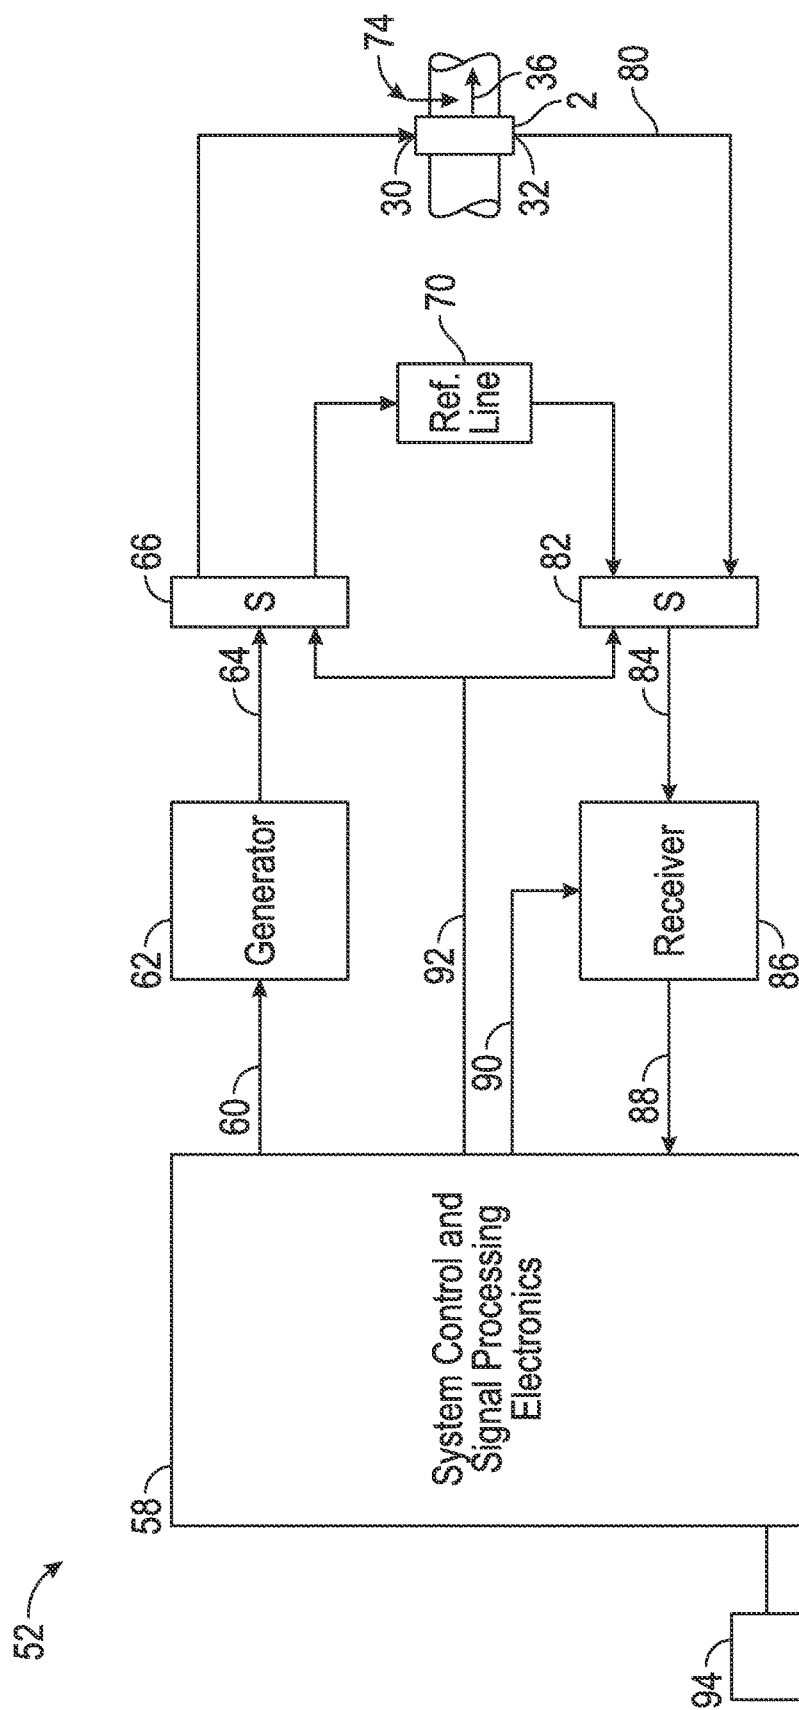 52
58
System Control and
Signal Processing
Electronics
94
60
62
Generator
64
66
S
92
90
88
Receiver
86
84
82
S
Ref.
Line
70
74
30
36
2
32
80